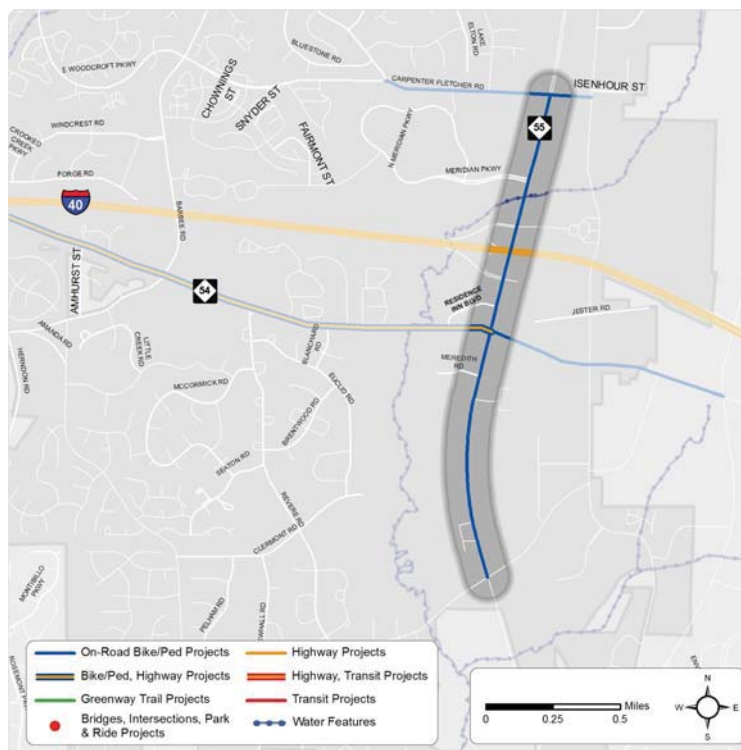 LAKE
ELTON RD
BLUESTONE RD
E WOODCROFT PKWY
CARPENTER FLETCHER RD
ISENHOUR ST
CHOWNINGS
ST
SNYDER ST
FAIRMONT ST
WINDCREST RD
CROOKED
CREEK
PKWY
55
N MERIDIAN PKWY
MERIDIAN PKWY
FORGE RD
40
BARBEE RD
AMHURST ST
54
RESIDENCE
INN BLVD
JESTER RD
AMANDA RD
LITTLE
CREEK RD
BLANCHARD
RD
HERNDON RD
MEREDITH
RD
MCCORMICK RD
EUCLID RD
BRENTWOOD RD
SEATON RD
REVERE RD
CLERMONT RD
MONTIBILLO
PKWY
PELHAM RD
ROSEMONT
On-Road Bike/Ped Projects
Highway Projects
Bike/Ped, Highway Projects
Highway, Transit Projects
Greenway Trail Projects
Transit Projects
Bridges, Intersections, Park
& Ride Projects
Water Features
Miles
0
0.25
0.5
N
W
E
S